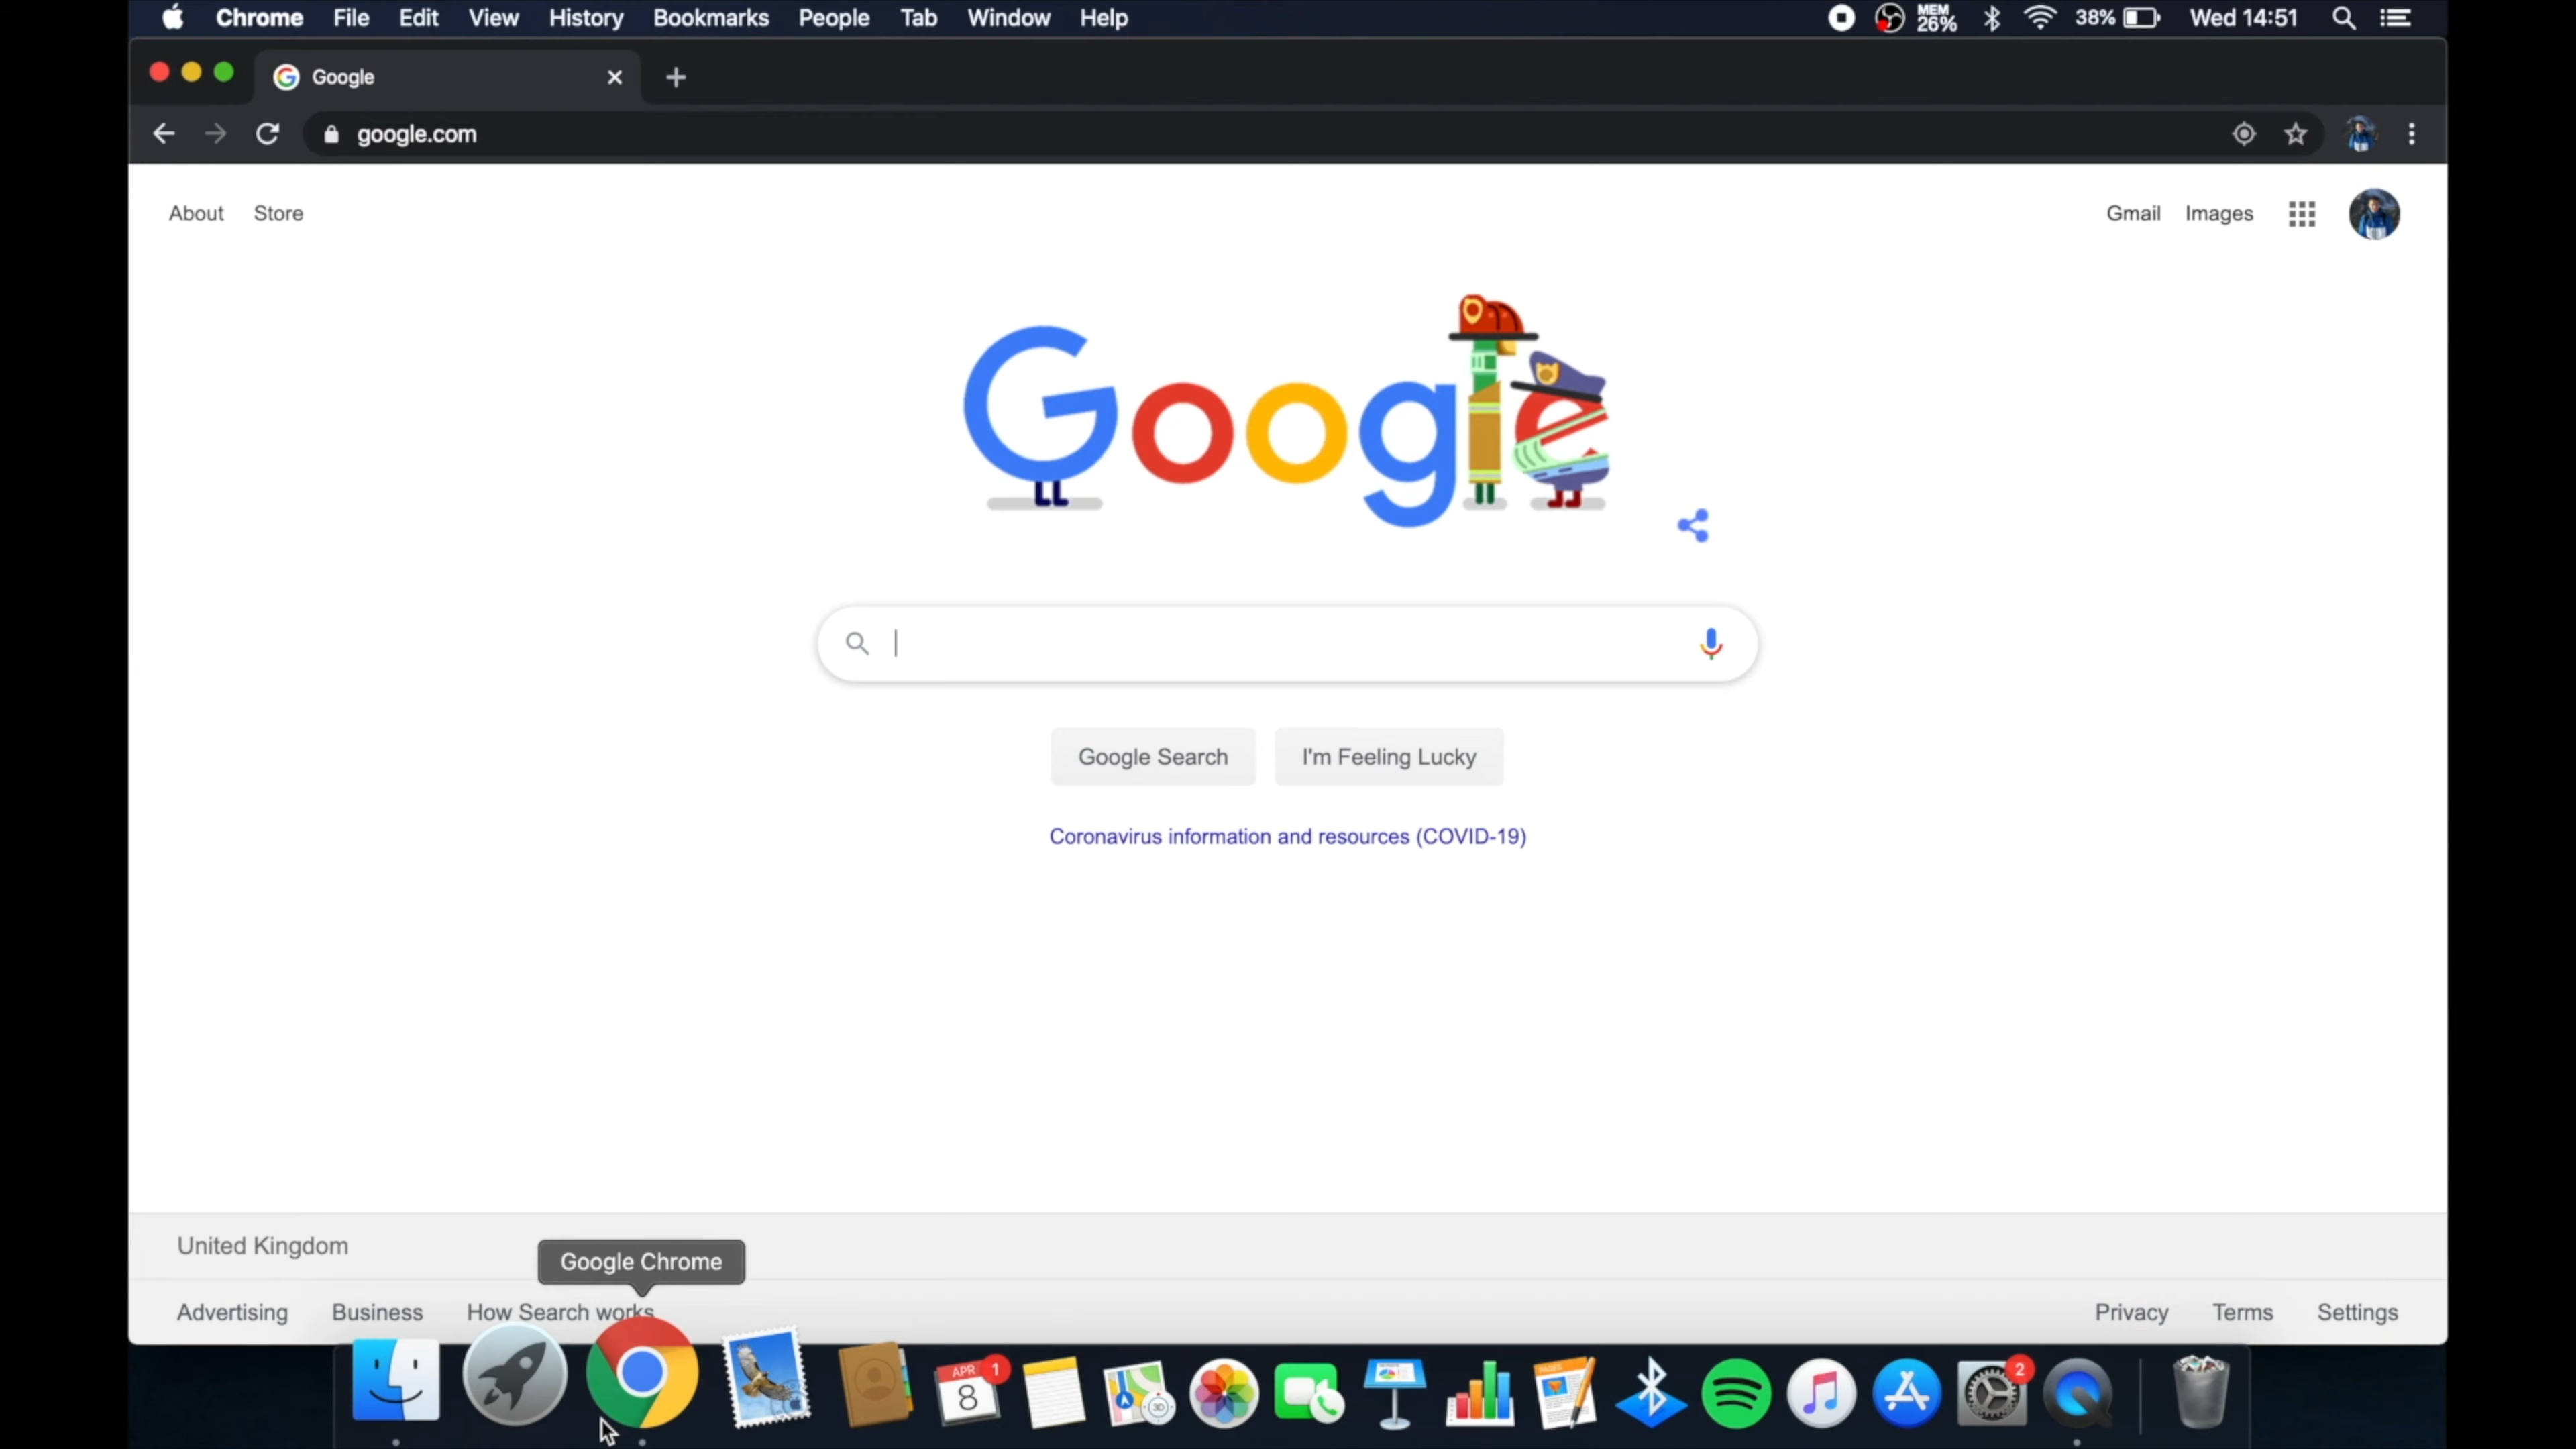 Chrome File Edit View History Bookmarks People Tab Window Help MEM 26% 38% Wed 14:51
Google
google.com
About Store Gmail Images
Google
Google Search I'm Feeling Lucky
Coronavirus information and resources (COVID-19)
United Kingdom
Google Chrome
Advertising Business How Search works Privacy Terms Settings
APR 8 1
3D
PAGES
2